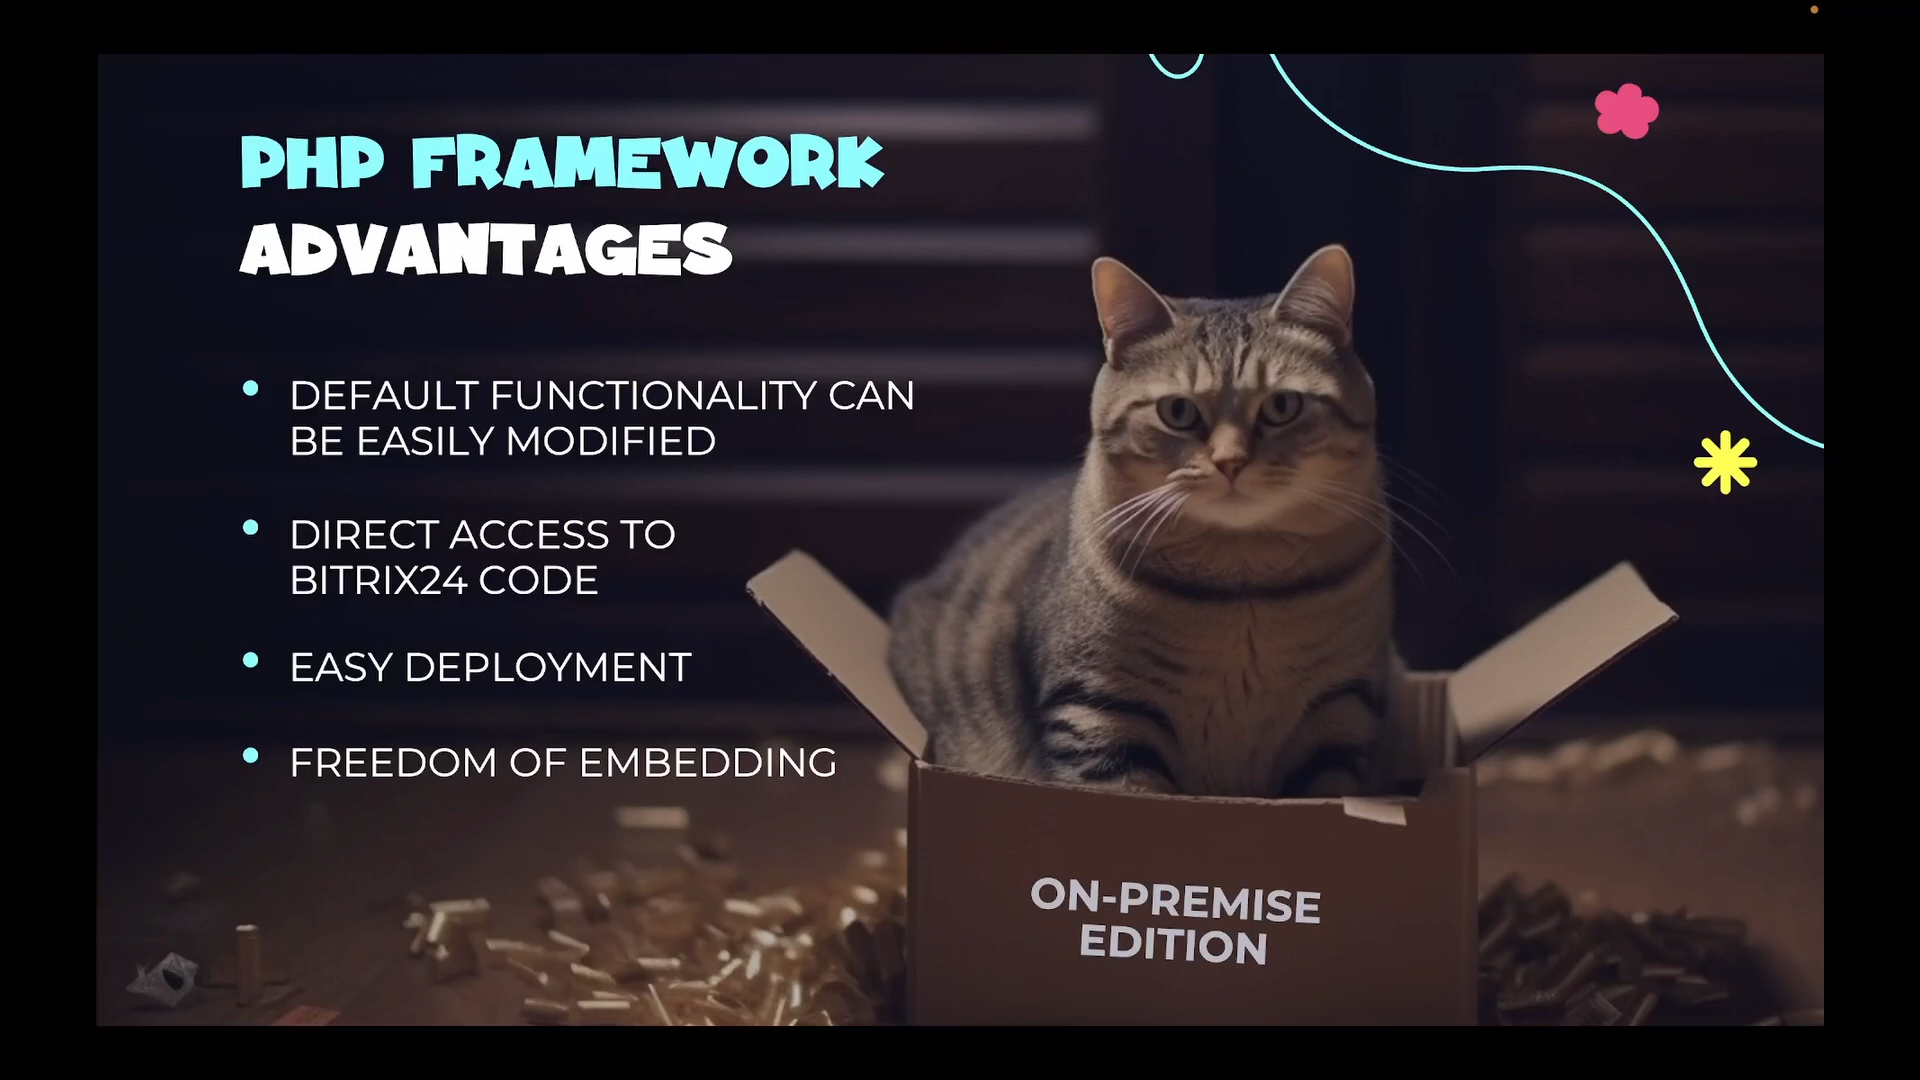 PHP FRAMEWORK
ADVANTAGES
DEFAULT FUNCTIONALITY CAN
BE EASILY MODIFIED
DIRECT ACCESS TO
BITRIX24 CODE
EASY DEPLOYMENT
FREEDOM OF EMBEDDING
ON-PREMISE
EDITION